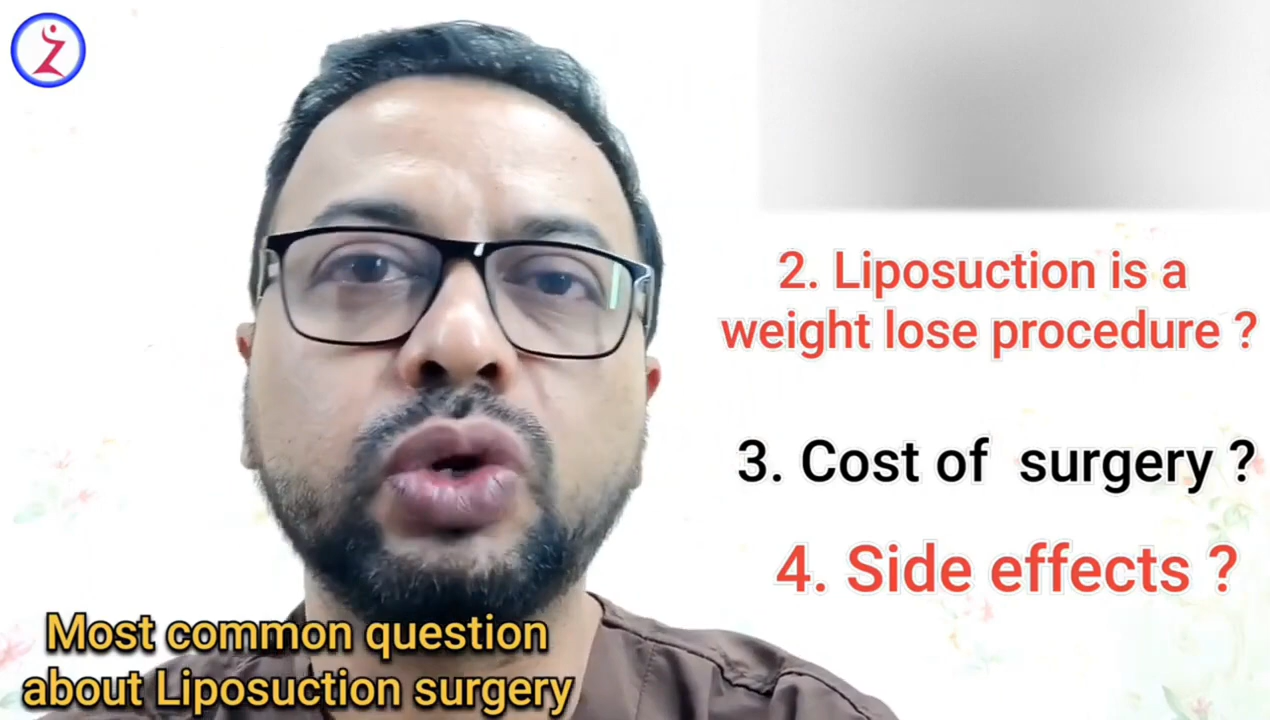 2. Liposuction is a
weight lose procedure ?
3. Cost of surgery ?
4. Side effects ?
Most common question
about Liposuction surgery